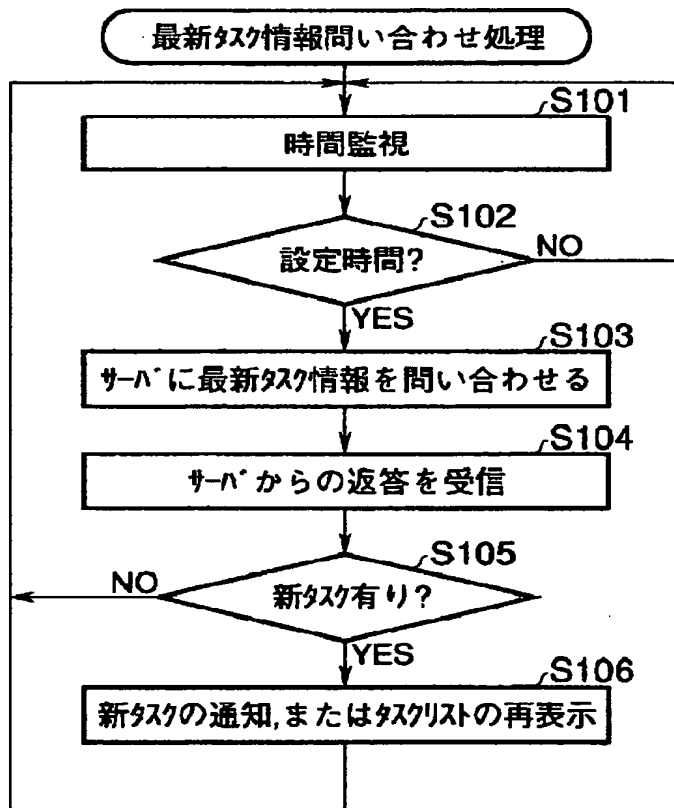 最新ﾀｽｸ情報問い合わせ処理
S101
時間監視
S102
設定時間?
NO
YES
S103
ｻｰﾊﾞに最新ﾀｽｸ情報を問い合わせる
S104
ｻｰﾊﾞからの返答を受信
S105
NO
新ﾀｽｸ有り?
YES
S106
新ﾀｽｸの通知,またはﾀｽｸﾘｽﾄの再表示